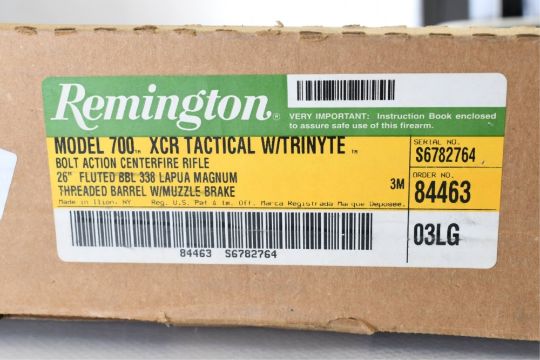 Remington®
VERY IMPORTANT: Instruction Book enclosed
to assure safe use of this firearm.
MODEL 700™ XCR TACTICAL W/TRINYTE™
BOLT ACTION CENTERFIRE RIFLE
26" FLUTED BBL 338 LAPUA MAGNUM
THREADED BARREL W/MUZZLE BRAKE 3M
Made in Ilion, NY Reg. U.S. Pat & tm. Off. Marca Registrada Marque Deposee.
SERIAL NO.
S6782764
ORDER NO.
84463
03LG
84463 S6782764